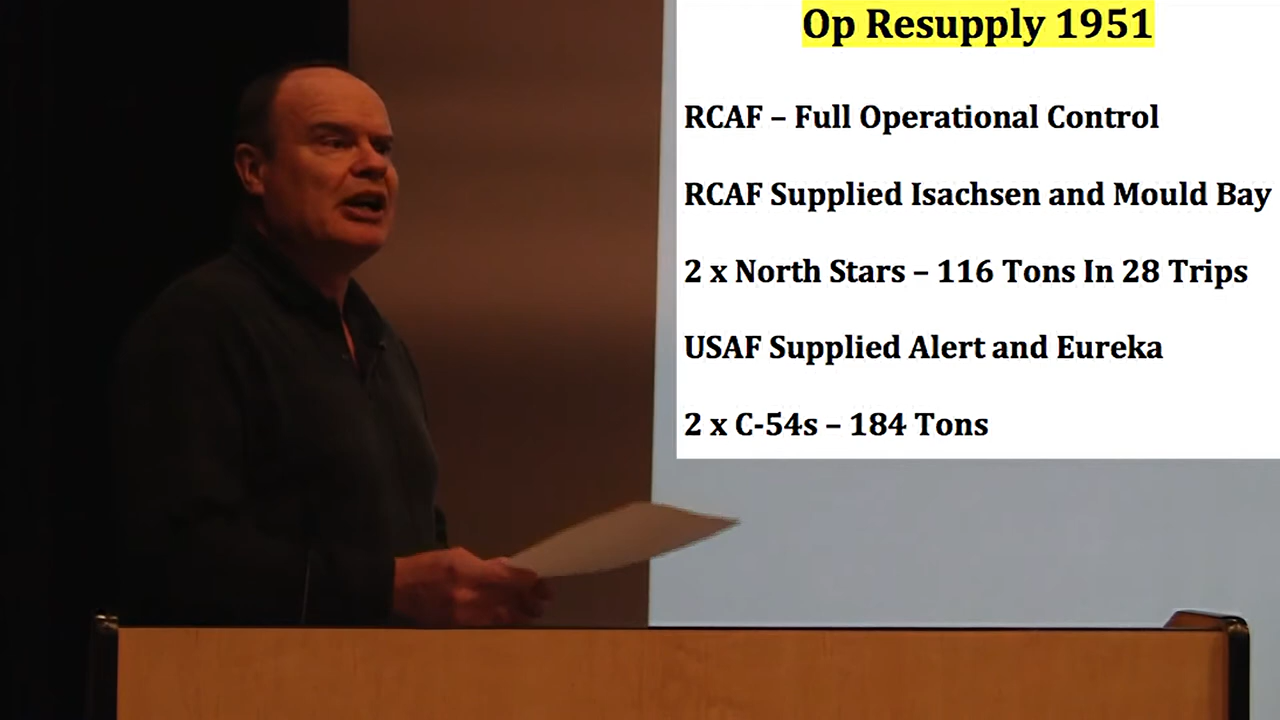 Op Resupply 1951
RCAF – Full Operational Control
RCAF Supplied Isachsen and Mould Bay
2 x North Stars – 116 Tons In 28 Trips
USAF Supplied Alert and Eureka
2 x C-54s – 184 Tons